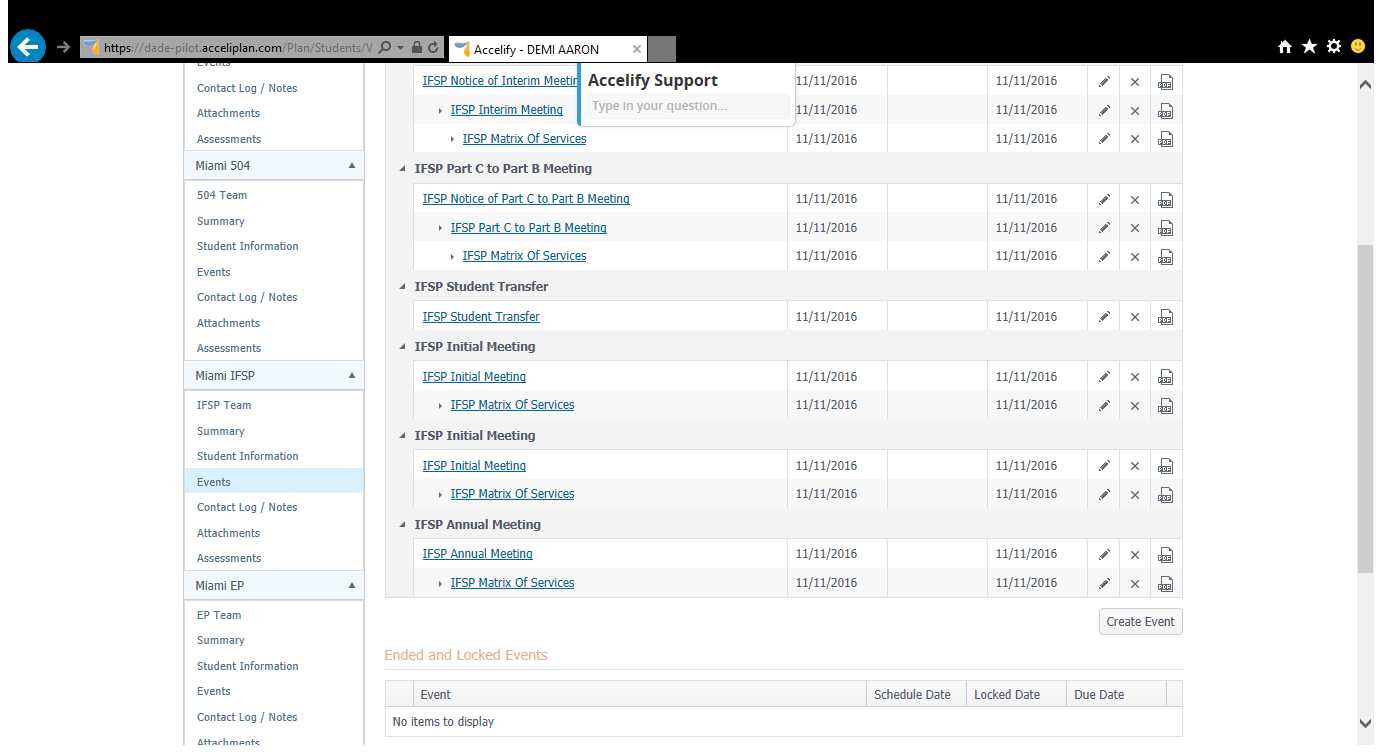 https://dade-pilot.acceliplan.com/Plan/Students/V
Accelify - DEMI AARON
Events
Contact Log / Notes
Attachments
Assessments
Miami 504
504 Team
Summary
Student Information
Events
Contact Log / Notes
Attachments
Assessments
Miami IFSP
IFSP Team
Summary
Student Information
Events
Contact Log / Notes
Attachments
Assessments
Miami EP
EP Team
Summary
Student Information
Events
Contact Log / Notes
Attachments
Accelify Support
Type in your question...
IFSP Notice of Interim Meetin 11/11/2016 11/11/2016
IFSP Interim Meeting 11/11/2016 11/11/2016
IFSP Matrix Of Services 11/11/2016 11/11/2016
IFSP Part C to Part B Meeting
IFSP Notice of Part C to Part B Meeting 11/11/2016 11/11/2016
IFSP Part C to Part B Meeting 11/11/2016 11/11/2016
IFSP Matrix Of Services 11/11/2016 11/11/2016
IFSP Student Transfer
IFSP Student Transfer 11/11/2016 11/11/2016
IFSP Initial Meeting
IFSP Initial Meeting 11/11/2016 11/11/2016
IFSP Matrix Of Services 11/11/2016 11/11/2016
IFSP Initial Meeting
IFSP Initial Meeting 11/11/2016 11/11/2016
IFSP Matrix Of Services 11/11/2016 11/11/2016
IFSP Annual Meeting
IFSP Annual Meeting 11/11/2016 11/11/2016
IFSP Matrix Of Services 11/11/2016 11/11/2016
Create Event
Ended and Locked Events
Event Schedule Date Locked Date Due Date
No items to display